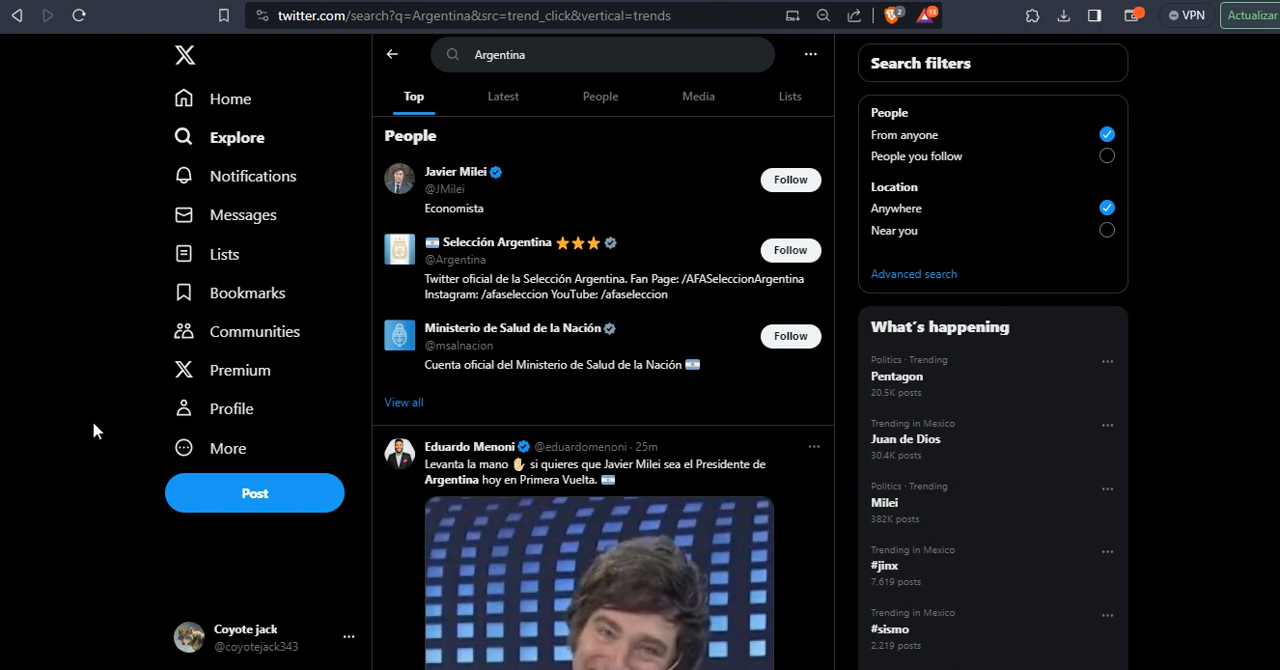 twitter.com/search?q=Argentina&src=trend_click&vertical=trends
2
13
VPN
Actualizar
Home
Explore
Notifications
Messages
Lists
Bookmarks
Communities
Premium
Profile
More
Post
Coyote jack
@coyotejack343
Argentina
Top
Latest
People
Media
Lists
People
Javier Milei
@JMilei
Economista
Follow
Selección Argentina
@Argentina
Twitter oficial de la Selección Argentina. Fan Page: /AFASeleccionArgentina
Instagram: /afaseleccion YouTube: /afaseleccion
Follow
Ministerio de Salud de la Nación
@msalnacion
Cuenta oficial del Ministerio de Salud de la Nación
Follow
View all
Eduardo Menoni @eduardomenoni · 25m
Levanta la mano ✋ si quieres que Javier Milei sea el Presidente de
Argentina hoy en Primera Vuelta.
Search filters
People
From anyone
People you follow
Location
Anywhere
Near you
Advanced search
What's happening
Politics · Trending
Pentagon
20.5K posts
Trending in Mexico
Juan de Dios
30.4K posts
Politics · Trending
Milei
382K posts
Trending in Mexico
#jinx
7,619 posts
Trending in Mexico
#sismo
2,219 posts